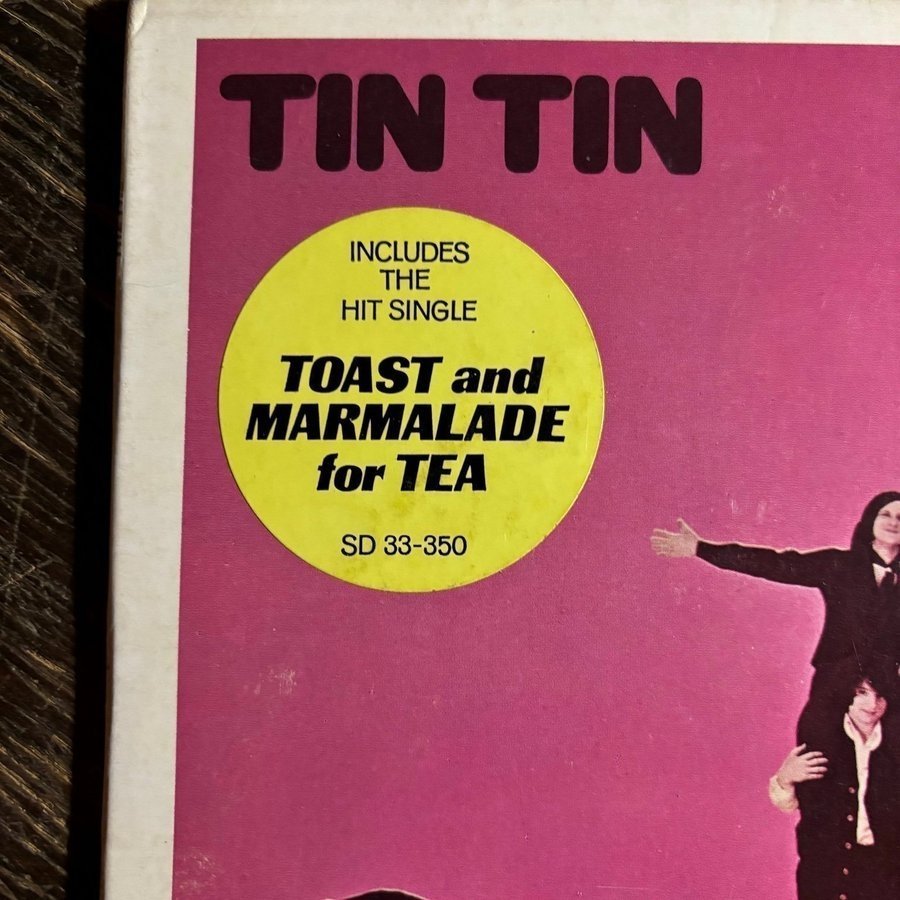 TIN TIN
INCLUDES
THE
HIT SINGLE
TOAST and
MARMALADE
for TEA
SD 33-350